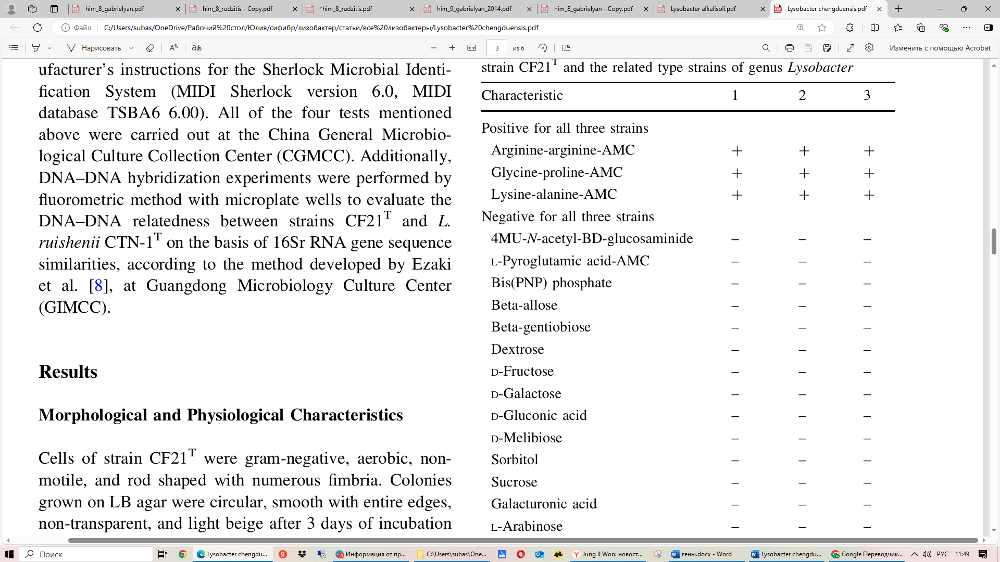 him_8_gabrielyan.pdf
him_8_rudzitis - Copy.pdf
*him_8_rudzitis.pdf
him_9_gabrielyan_2014.pdf
him_8_gabrielyan - Copy.pdf
Lysobacter alkalisoli.pdf
Lysobacter chengduensis.pdf
Файл
C:/Users/subas/OneDrive/Рабочий%20стол/Юлия/сифибр/лизобактер/статьи/все%20лизобактеры/Lysobacter%20chengduensis.pdf
Нарисовать
3
из 6
Изменить с помощью Acrobat
ufacturer's instructions for the Sherlock Microbial Identi-
fication System (MIDI Sherlock version 6.0, MIDI
database TSBA6 6.00). All of the four tests mentioned
above were carried out at the China General Microbio-
logical Culture Collection Center (CGMCC). Additionally,
DNA–DNA hybridization experiments were performed by
fluorometric method with microplate wells to evaluate the
DNA–DNA relatedness between strains CF21T and L.
ruishenii CTN-1T on the basis of 16Sr RNA gene sequence
similarities, according to the method developed by Ezaki
et al. [8], at Guangdong Microbiology Culture Center
(GIMCC).
Results
Morphological and Physiological Characteristics
Cells of strain CF21T were gram-negative, aerobic, non-
motile, and rod shaped with numerous fimbria. Colonies
grown on LB agar were circular, smooth with entire edges,
non-transparent, and light beige after 3 days of incubation
strain CF21T and the related type strains of genus Lysobacter
Characteristic 1 2 3
Positive for all three strains
Arginine-arginine-AMC + + +
Glycine-proline-AMC + + +
Lysine-alanine-AMC + + +
Negative for all three strains
4MU-N-acetyl-BD-glucosaminide – – –
L-Pyroglutamic acid-AMC – – –
Bis(PNP) phosphate – – –
Beta-allose – – –
Beta-gentiobiose – – –
Dextrose – – –
D-Fructose – – –
D-Galactose – – –
D-Gluconic acid – – –
D-Melibiose – – –
Sorbitol – – –
Sucrose – – –
Galacturonic acid – – –
L-Arabinose – – –
Поиск
Lysobacter chengdu...
Информация от пр...
C:\Users\subas\One...
Jung Il Woo: новост...
гены.docx - Word
Lysobacter chengdu...
Google Переводчик...
РУС
11:49